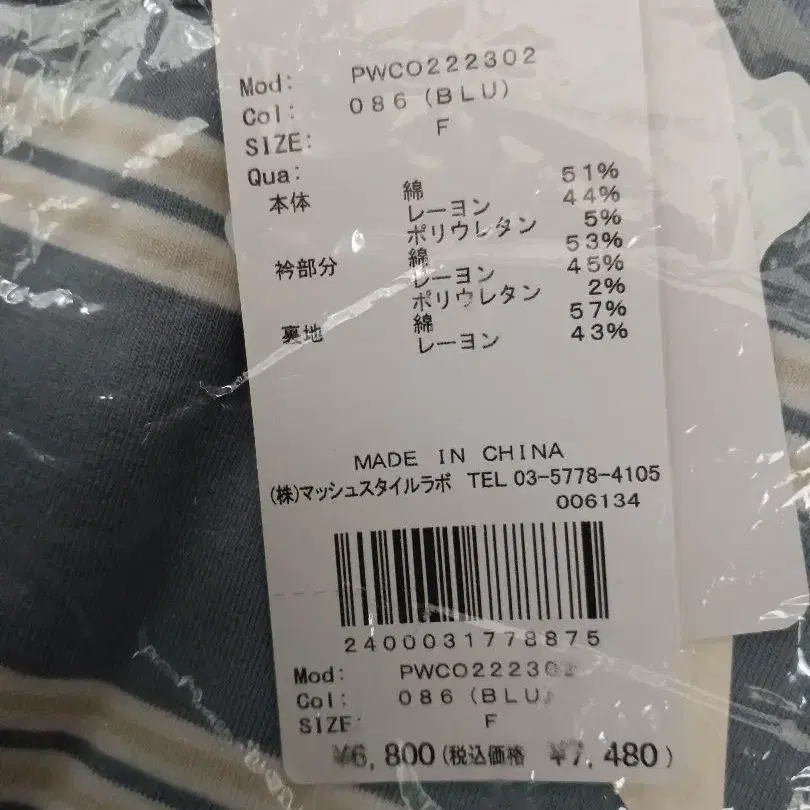 Mod: PWCO222302
Col: 086 (BLU)
SIZE: F
Qua:
本体 綿 51%
レーヨン 44%
ポリウレタン 5%
衿部分 綿 53%
レーヨン 45%
ポリウレタン 2%
裏地 綿 57%
レーヨン 43%
MADE IN CHINA
(株)マッシュスタイルラボ TEL 03-5778-4105
006134
2400031778875
Mod: PWCO222302
Col: 086 (BLU)
SIZE: F
¥6,800 (税込価格 ¥7,480)